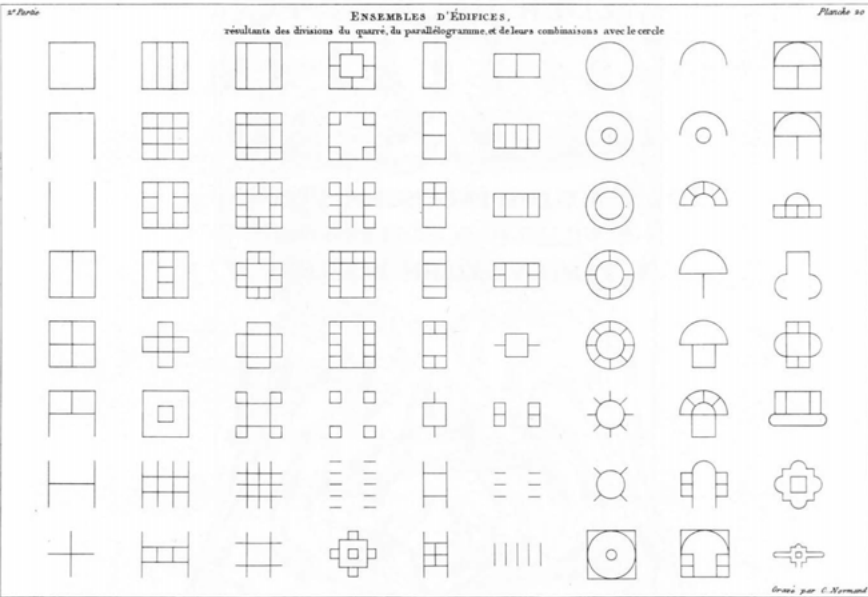 2e Partie
ENSEMBLES D'ÉDIFICES,
Planche 20
résultants des divisions du quarré, du parallélogramme, et de leurs combinaisons avec le cercle
Gravé par C. Normand